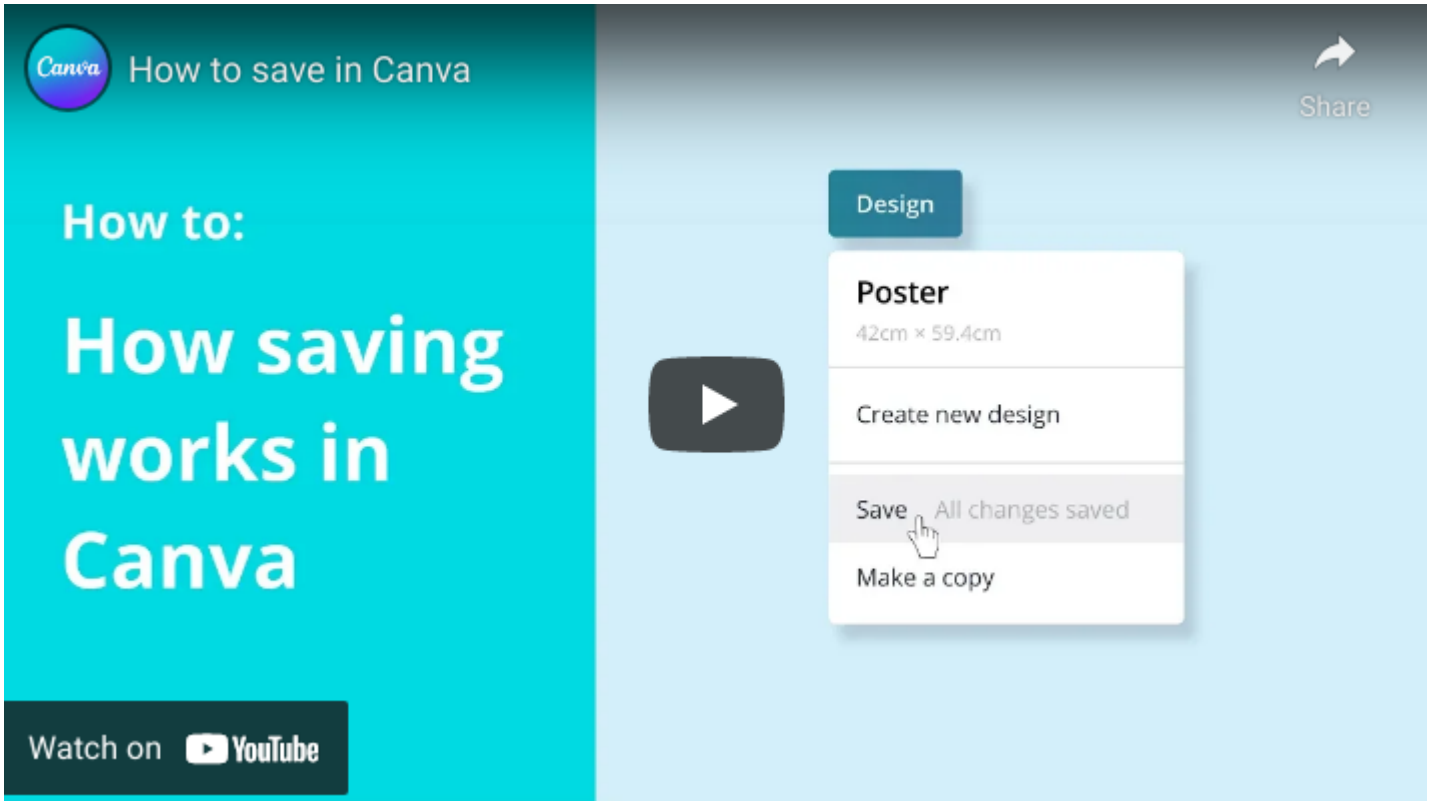 Canva How to save in Canva
Share
How to:
How saving
works in
Canva
Design
Poster
42cm × 59.4cm
Create new design
Save All changes saved
Make a copy
Watch on YouTube